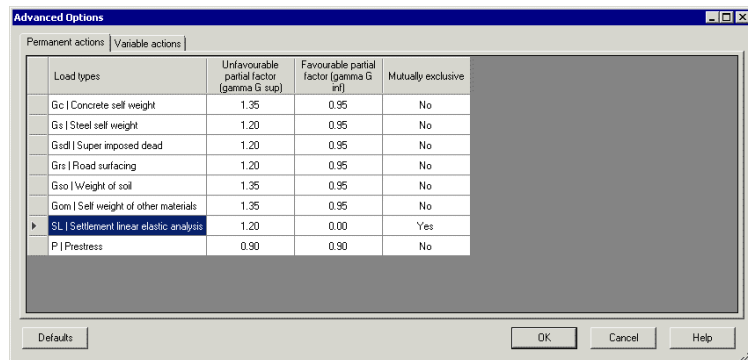 Advanced Options
Permanent actions Variable actions
Load types Unfavourable partial factor (gamma G sup) Favourable partial factor (gamma G inf) Mutually exclusive
Gc | Concrete self weight 1.35 0.95 No
Gs | Steel self weight 1.20 0.95 No
Gsdl | Super imposed dead 1.20 0.95 No
Grs | Road surfacing 1.20 0.95 No
Gso | Weight of soil 1.35 0.95 No
Gom | Self weight of other materials 1.35 0.95 No
SL | Settlement linear elastic analysis 1.20 0.00 Yes
P | Prestress 0.90 0.90 No
Defaults OK Cancel Help